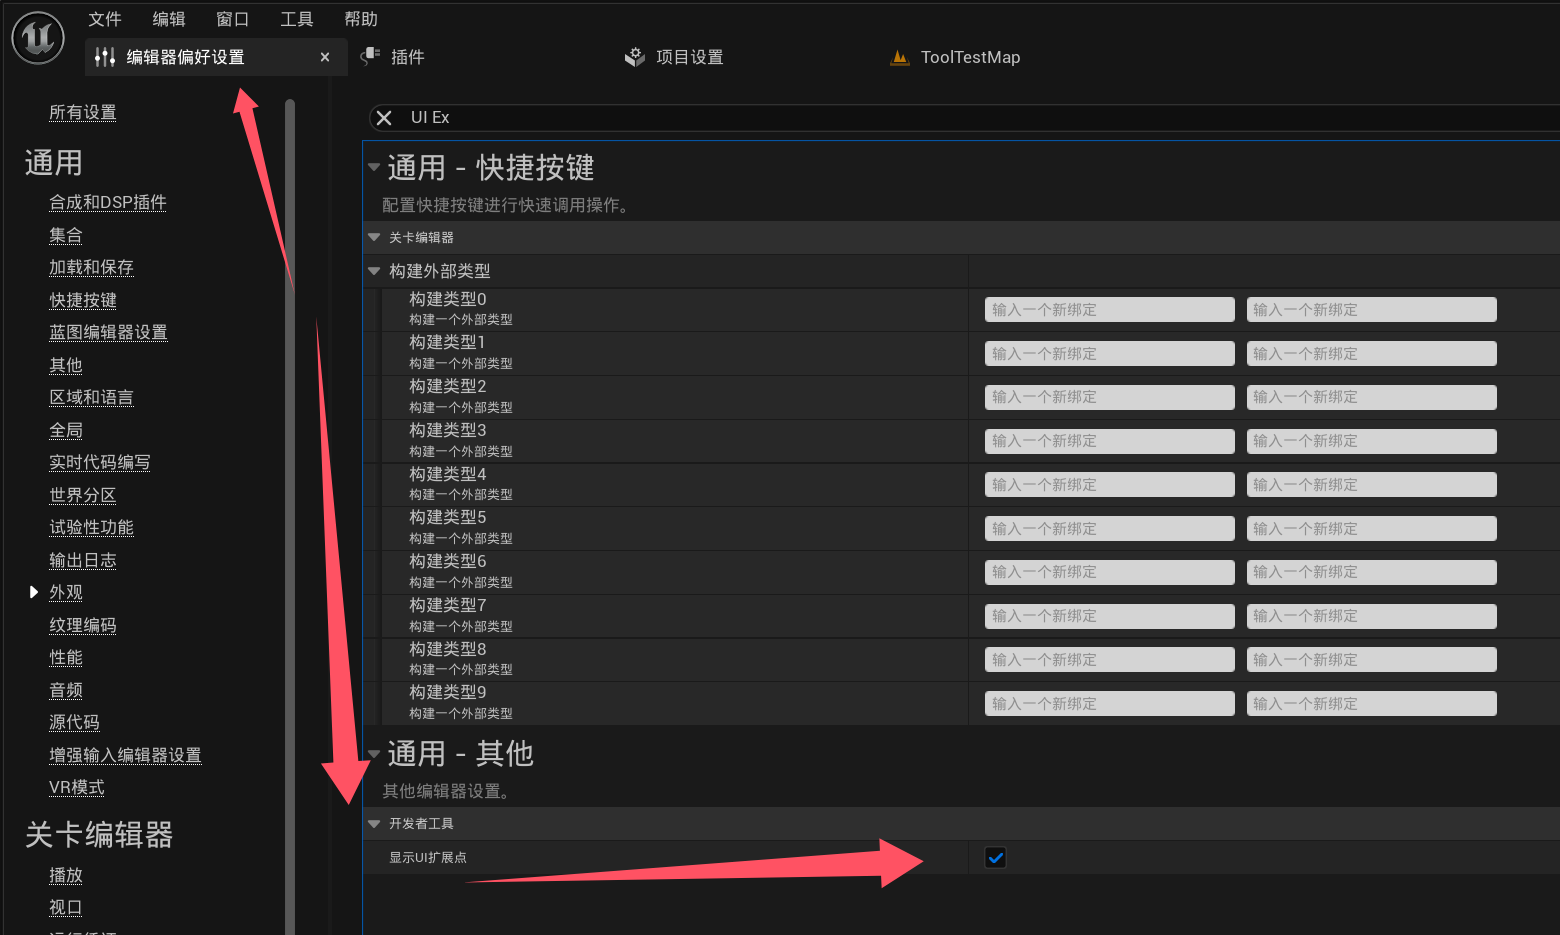 文件 编辑 窗口 工具 帮助
编辑器偏好设置 插件 项目设置 ToolTestMap
所有设置
通用
合成和DSP插件
集合
加载和保存
快捷按键
蓝图编辑器设置
其他
区域和语言
全局
实时代码编写
世界分区
试验性功能
输出日志
外观
纹理编码
性能
音频
源代码
增强输入编辑器设置
VR模式
关卡编辑器
播放
视口
UI Ex
通用 - 快捷按键
配置快捷按键进行快速调用操作。
关卡编辑器
构建外部类型
构建类型0
构建一个外部类型
输入一个新绑定 输入一个新绑定
构建类型1
构建一个外部类型
输入一个新绑定 输入一个新绑定
构建类型2
构建一个外部类型
输入一个新绑定 输入一个新绑定
构建类型3
构建一个外部类型
输入一个新绑定 输入一个新绑定
构建类型4
构建一个外部类型
输入一个新绑定 输入一个新绑定
构建类型5
构建一个外部类型
输入一个新绑定 输入一个新绑定
构建类型6
构建一个外部类型
输入一个新绑定 输入一个新绑定
构建类型7
构建一个外部类型
输入一个新绑定 输入一个新绑定
构建类型8
构建一个外部类型
输入一个新绑定 输入一个新绑定
构建类型9
构建一个外部类型
输入一个新绑定 输入一个新绑定
通用 - 其他
其他编辑器设置。
开发者工具
显示UI扩展点